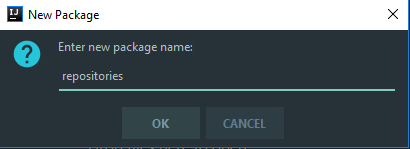 New Package
Enter new package name:
repositories
OK
CANCEL